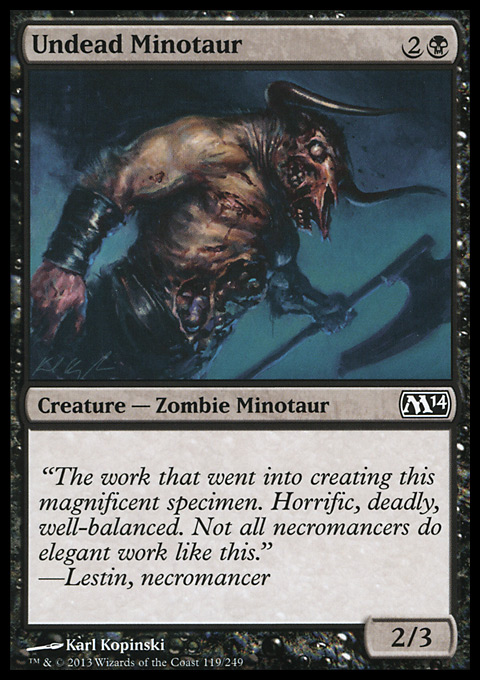 Undead Minotaur 2
Creature — Zombie Minotaur M14
“The work that went into creating this
magnificent specimen. Horrific, deadly,
well-balanced. Not all necromancers do
elegant work like this.”
—Lestin, necromancer
Karl Kopinski
2/3
™ & © 2013 Wizards of the Coast 119/249